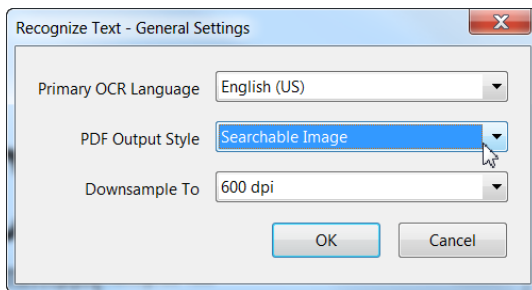 Recognize Text - General Settings
Primary OCR Language English (US)
PDF Output Style Searchable Image
Downsample To 600 dpi
OK Cancel